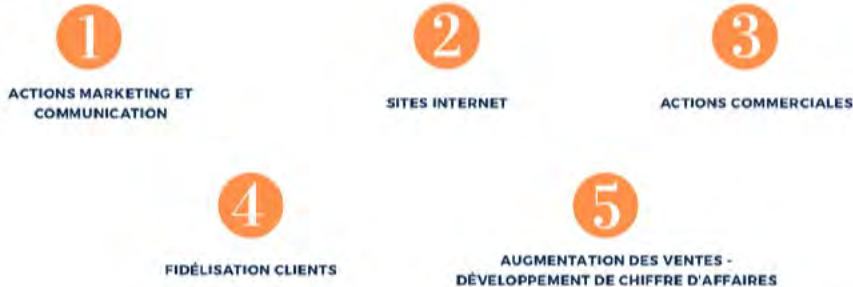 1
2
3
ACTIONS MARKETING ET
COMMUNICATION
SITES INTERNET
ACTIONS COMMERCIALES
4
5
FIDÉLISATION CLIENTS
AUGMENTATION DES VENTES -
DÉVELOPPEMENT DE CHIFFRE D'AFFAIRES